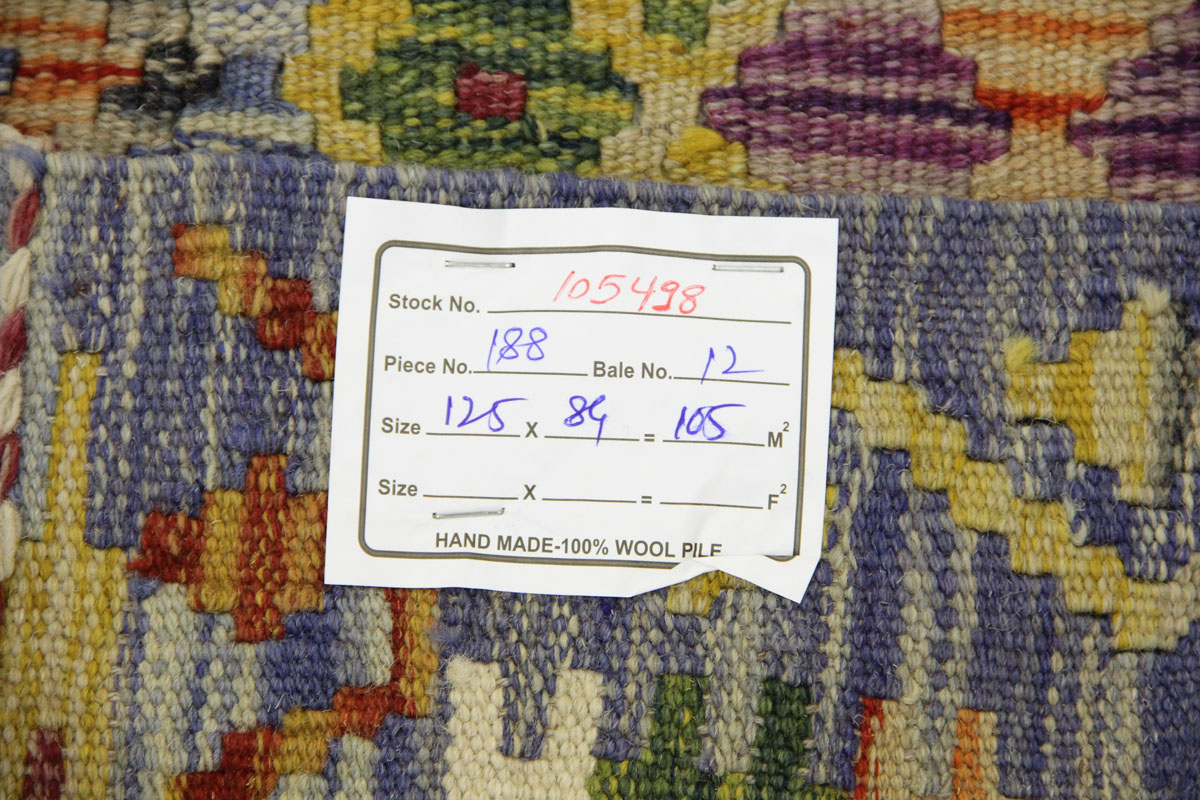 Stock No. 105498
Piece No. 188 Bale No. 12
Size 125 X 84 = 105 M²
Size X = F²
HAND MADE-100% WOOL PILE